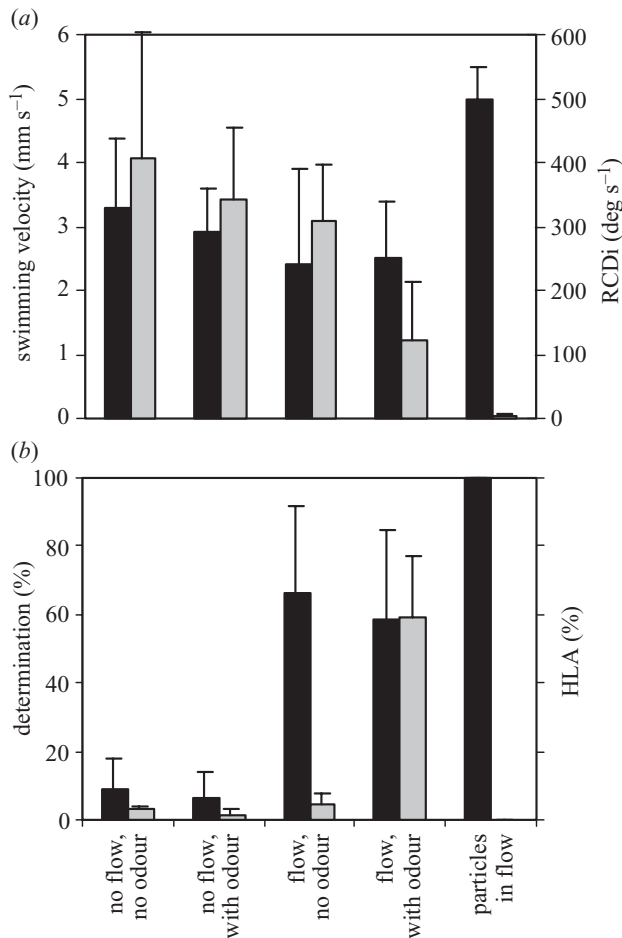 (a)
6
5
4
3
2
1
0
swimming velocity (mm s⁻¹)
600
500
400
300
200
100
0
RCDi (deg s⁻¹)
(b)
100
80
60
40
20
0
determination (%)
HLA (%)
no flow,
no odour
no flow,
with odour
flow,
no odour
flow,
with odour
particles
in flow